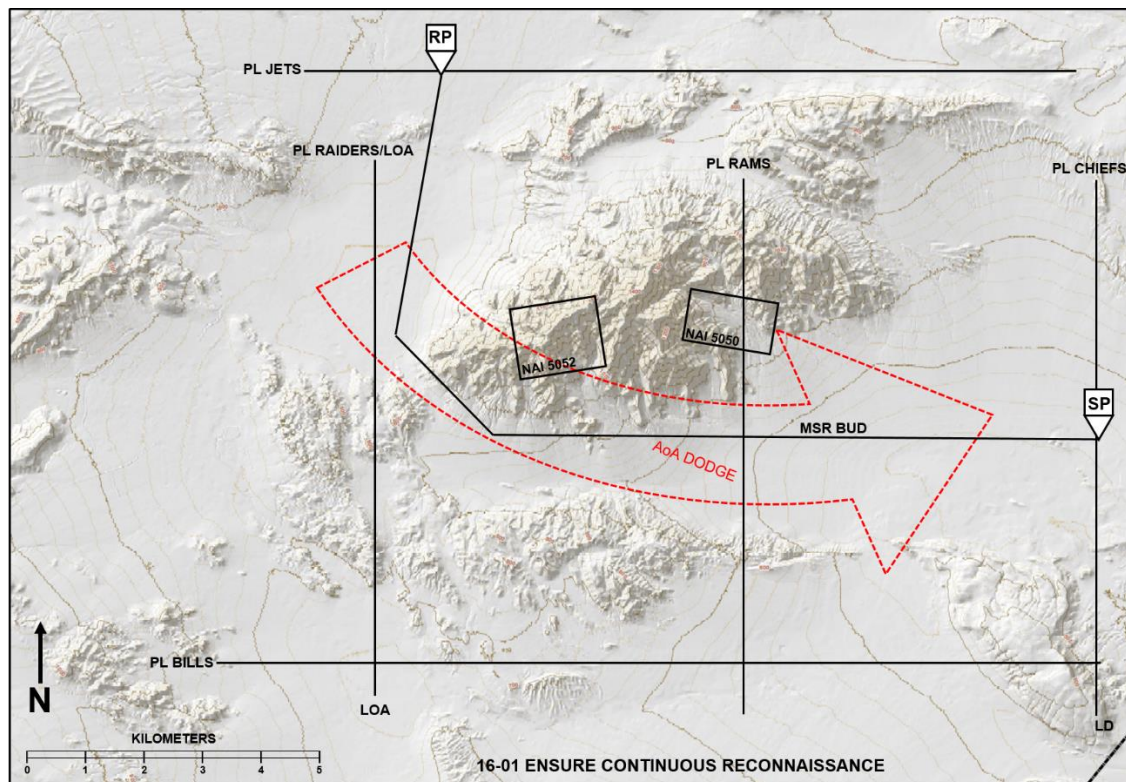 RP
PL JETS
PL RAIDERS/LOA
PL RAMS
PL CHIEFS
NAI 5050
NAI 5052
SP
MSR BUD
AoA DODGE
PL BILLS
N
LOA
LD
KILOMETERS
0 1 2 3 4 5
16-01 ENSURE CONTINUOUS RECONNAISSANCE